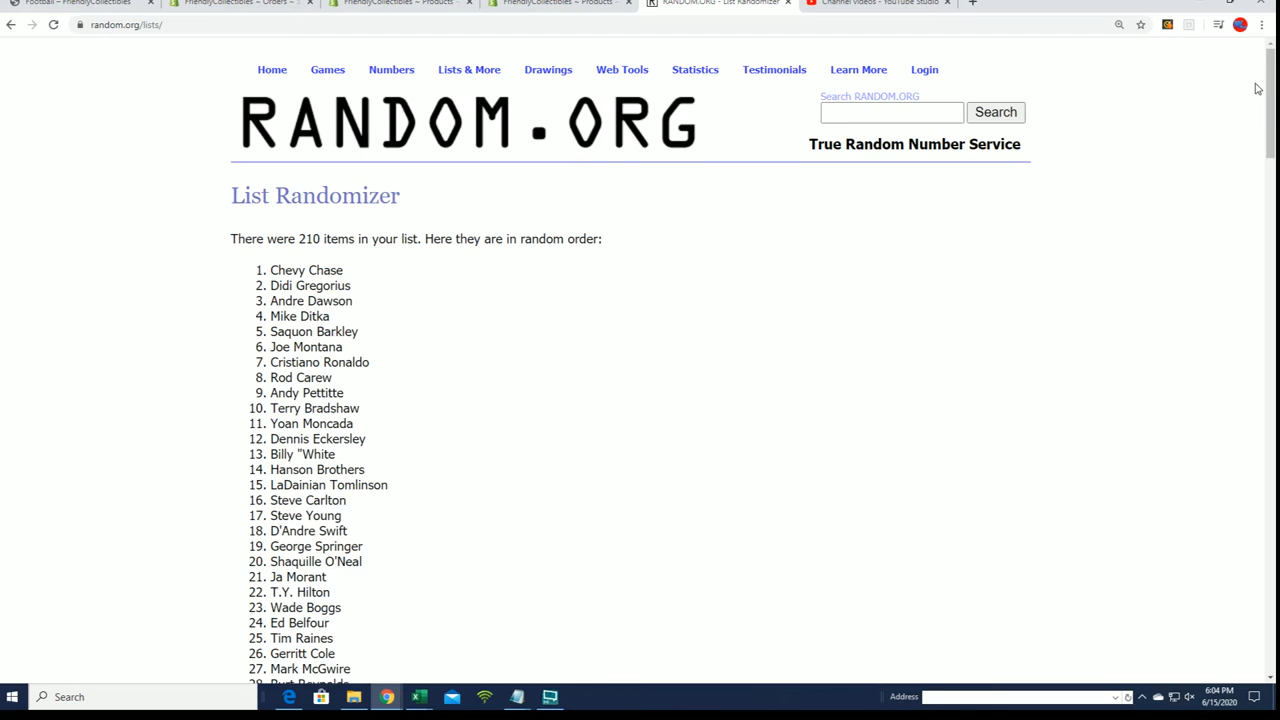 Football ~ FriendlyCollectibles × FriendlyCollectibles ~ Orders ~ × FriendlyCollectibles ~ Products ~ × FriendlyCollectibles ~ Products ~ × RANDOM.ORG - List Randomizer × Channel videos - YouTube Studio × +
random.org/lists/
Home Games Numbers Lists & More Drawings Web Tools Statistics Testimonials Learn More Login
RANDOM.ORG
Search RANDOM.ORG
Search
True Random Number Service
List Randomizer
There were 210 items in your list. Here they are in random order:
1. Chevy Chase
2. Didi Gregorius
3. Andre Dawson
4. Mike Ditka
5. Saquon Barkley
6. Joe Montana
7. Cristiano Ronaldo
8. Rod Carew
9. Andy Pettitte
10. Terry Bradshaw
11. Yoan Moncada
12. Dennis Eckersley
13. Billy "White
14. Hanson Brothers
15. LaDainian Tomlinson
16. Steve Carlton
17. Steve Young
18. D'Andre Swift
19. George Springer
20. Shaquille O'Neal
21. Ja Morant
22. T.Y. Hilton
23. Wade Boggs
24. Ed Belfour
25. Tim Raines
26. Gerritt Cole
27. Mark McGwire
28. Burt Reynolds
Search
Address
6:04 PM
6/15/2020